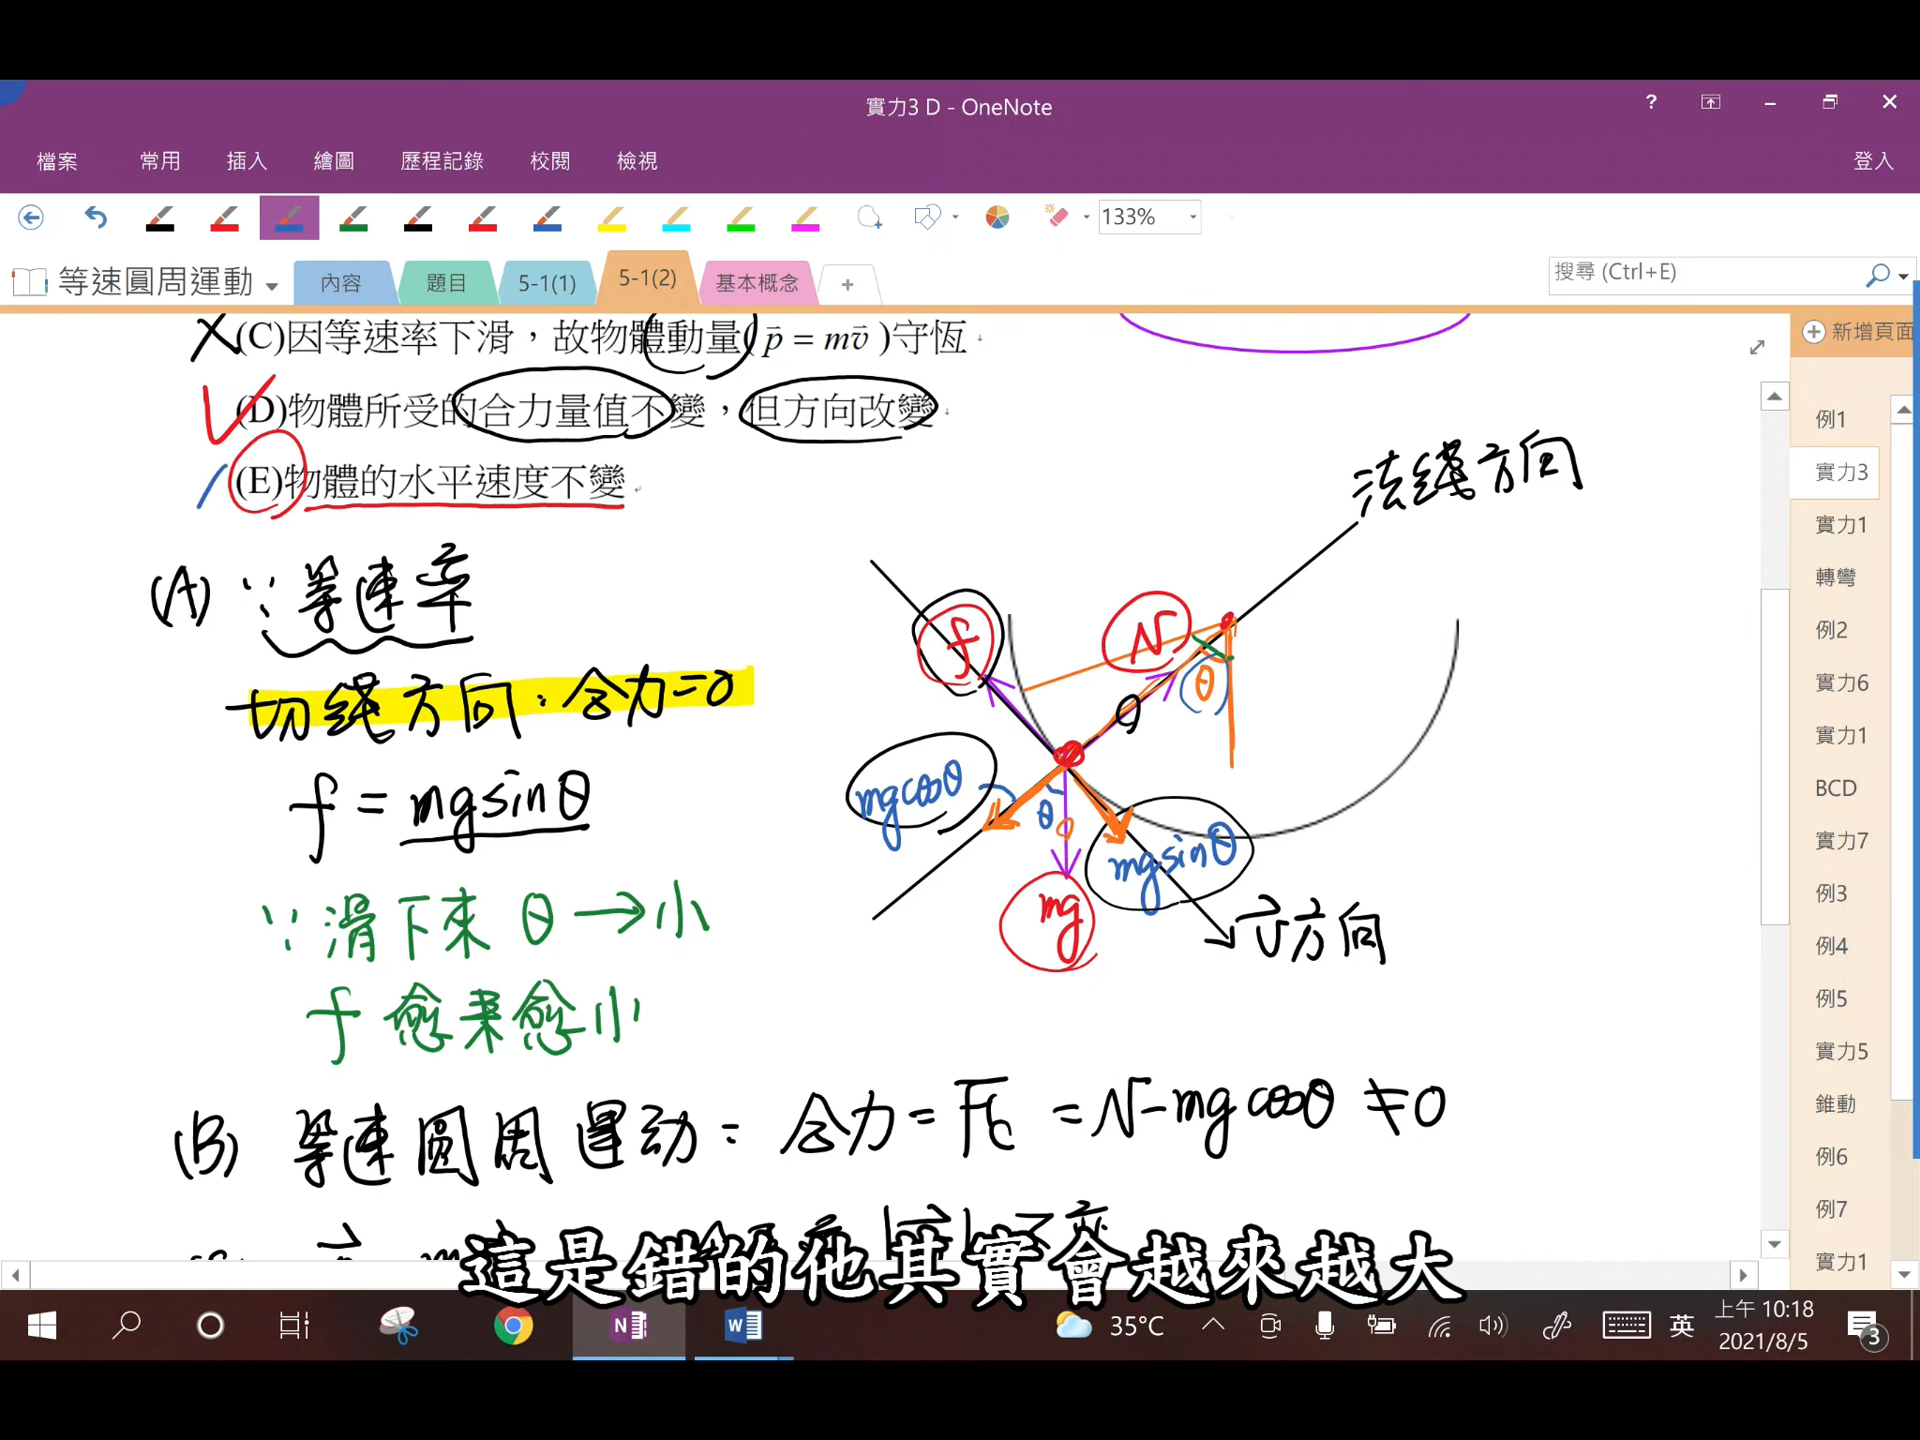 實力3 D - OneNote
?
檔案 常用 插入 繪圖 歷程記錄 校閱 檢視 登入
133%
等速圓周運動 內容 題目 5-1(1) 5-1(2) 基本概念 + 搜尋 (Ctrl+E)
(C)因等速率下滑，故物體動量( p⃗ = mv⃗ )守恆
(D)物體所受的合力量值不變，但方向改變
(E)物體的水平速度不變
法線方向
(A) ∵ 等速率
切線方向：合力=0
f = mgsinθ
∵ 滑下來 θ → 小
f 愈來愈小
f
N
θ
mgcosθ
θ
mgsinθ
mg
v⃗方向
(B) 等速圓周運动： 合力 = Fc = N-mgcosθ ≠0
這是錯的他其實會越來越大
新增頁面
例1
實力3
實力1
轉彎
例2
實力6
實力1
BCD
實力7
例3
例4
例5
實力5
錐動
例6
例7
實力1
35°C 英 上午 10:18
2021/8/5
3